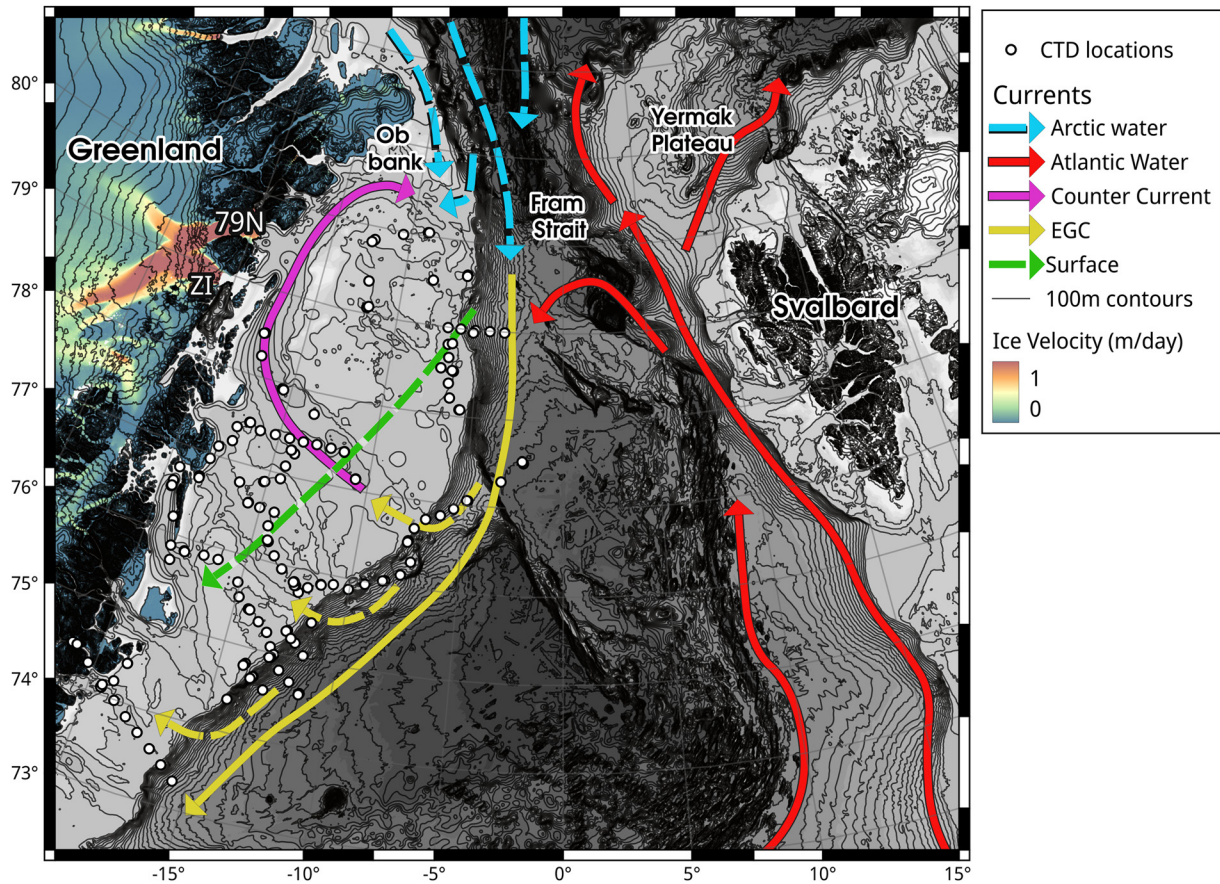 80°
79°
78°
77°
76°
75°
74°
73°
Greenland
Ob
bank
Yermak
Plateau
79N
Fram
Strait
ZI
Svalbard
-15
-10°
-5°
0°
5°
10°
15°
CTD locations
Currents
Arctic water
Atlantic Water
Counter Current
EGC
Surface
100m contours
Ice Velocity (m/day)
1
0